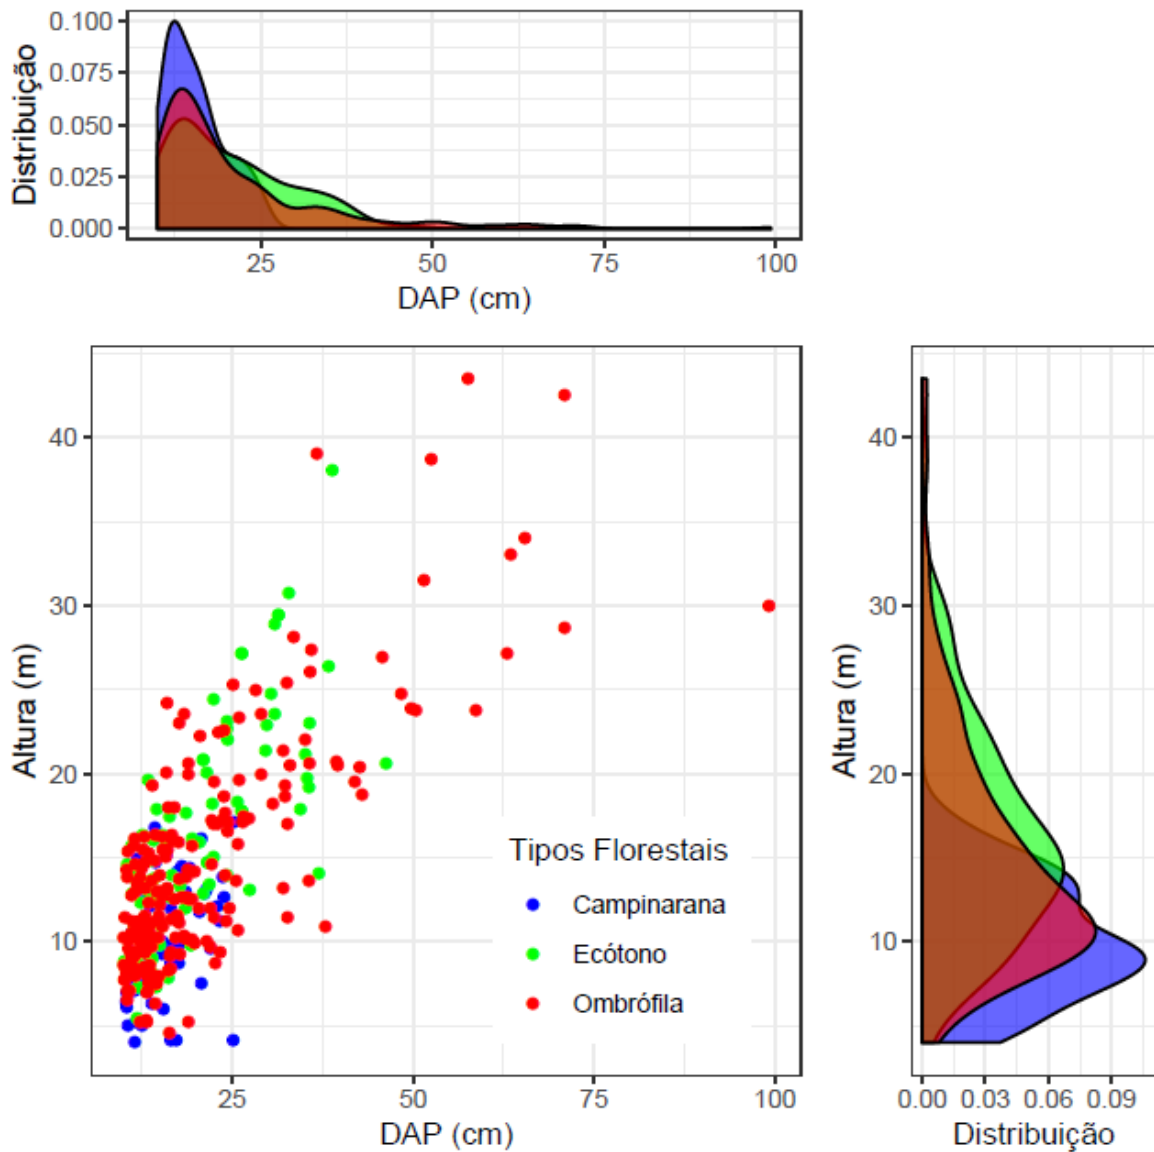 0.100
0.075
0.050
0.025
0.000
Distribuição
25 50 75 100
DAP (cm)
40
30
20
10
Altura (m)
Tipos Florestais
Campinarana
Ecótono
Ombrófila
25 50 75 100
DAP (cm)
40
30
20
10
Altura (m)
0.00 0.03 0.06 0.09
Distribuição